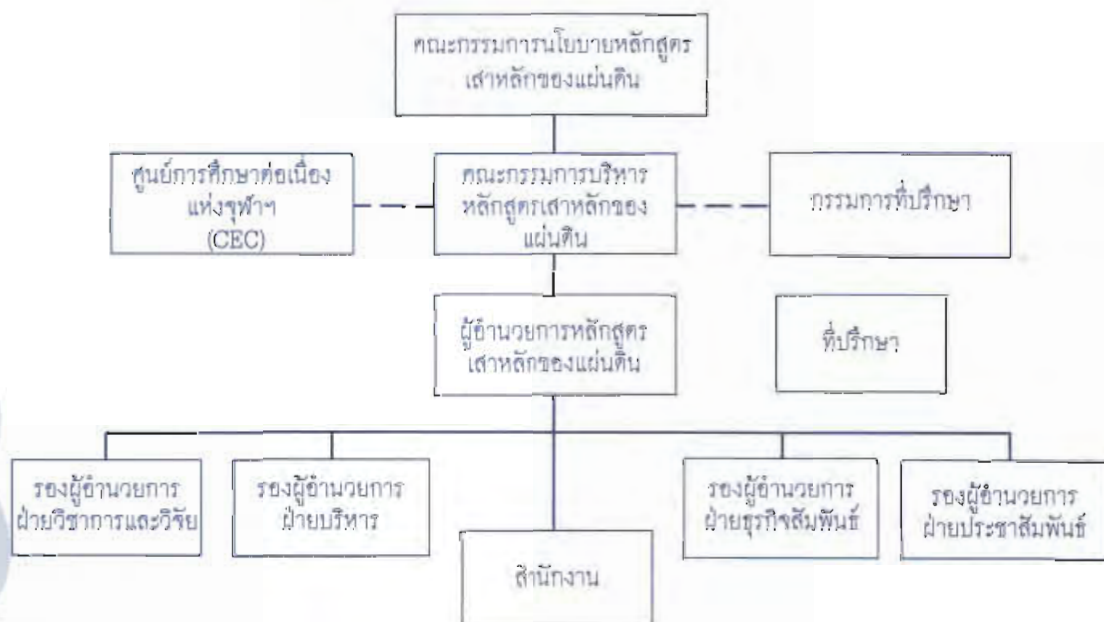 คณะกรรมการนโยบายหลักสูตร
เสาหลักของแผ่นดิน
ศูนย์การศึกษาต่อเนื่อง
แห่งจุฬาฯ
(CEC)
คณะกรรมการบริหาร
หลักสูตรเสาหลักของ
แผ่นดิน
กรรมการที่ปรึกษา
ผู้อำนวยการหลักสูตร
เสาหลักของแผ่นดิน
ที่ปรึกษา
รองผู้อำนวยการ
ฝ่ายวิชาการและวิจัย
รองผู้อำนวยการ
ฝ่ายบริหาร
รองผู้อำนวยการ
ฝ่ายธุรกิจสัมพันธ์
รองผู้อำนวยการ
ฝ่ายประชาสัมพันธ์
สำนักงาน